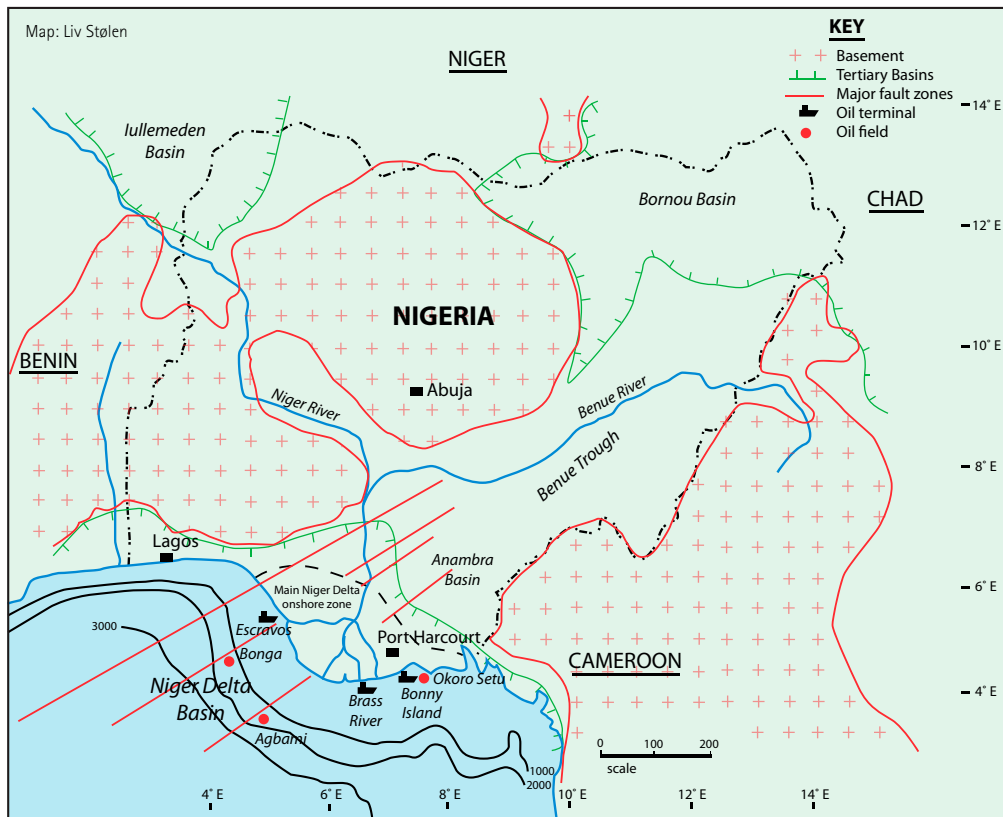 Map: Liv Stølen
KEY
Basement
Tertiary Basins
Major fault zones
Oil terminal
Oil field
NIGER
14° E
Iullemeden
Basin
Bornou Basin
CHAD
12° E
NIGERIA
10° E
BENIN
Abuja
Niger River
Benue River
Benue Trough
8° E
Lagos
Anambra
Basin
6° E
Main Niger Delta
onshore zone
3000
Escravos
Port Harcourt
Bonga
CAMEROON
Niger Delta
Basin
Okoro Setu
Brass
River
Bonny
Island
4° E
Agbami
0
100
200
scale
1000
2000
4° E
6° E
8° E
10° E
12° E
14° E